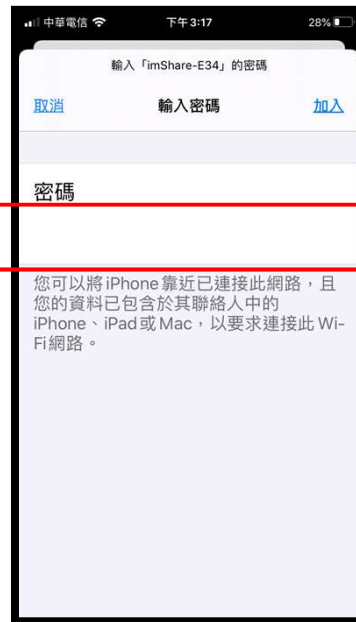 中華電信 下午3:17 28%
輸入「imShare-E34」的密碼
取消 輸入密碼 加入
密碼
您可以將iPhone靠近已連接此網路，且
您的資料已包含於其聯絡人中的
iPhone、iPad或Mac，以要求連接此Wi-
Fi網路。